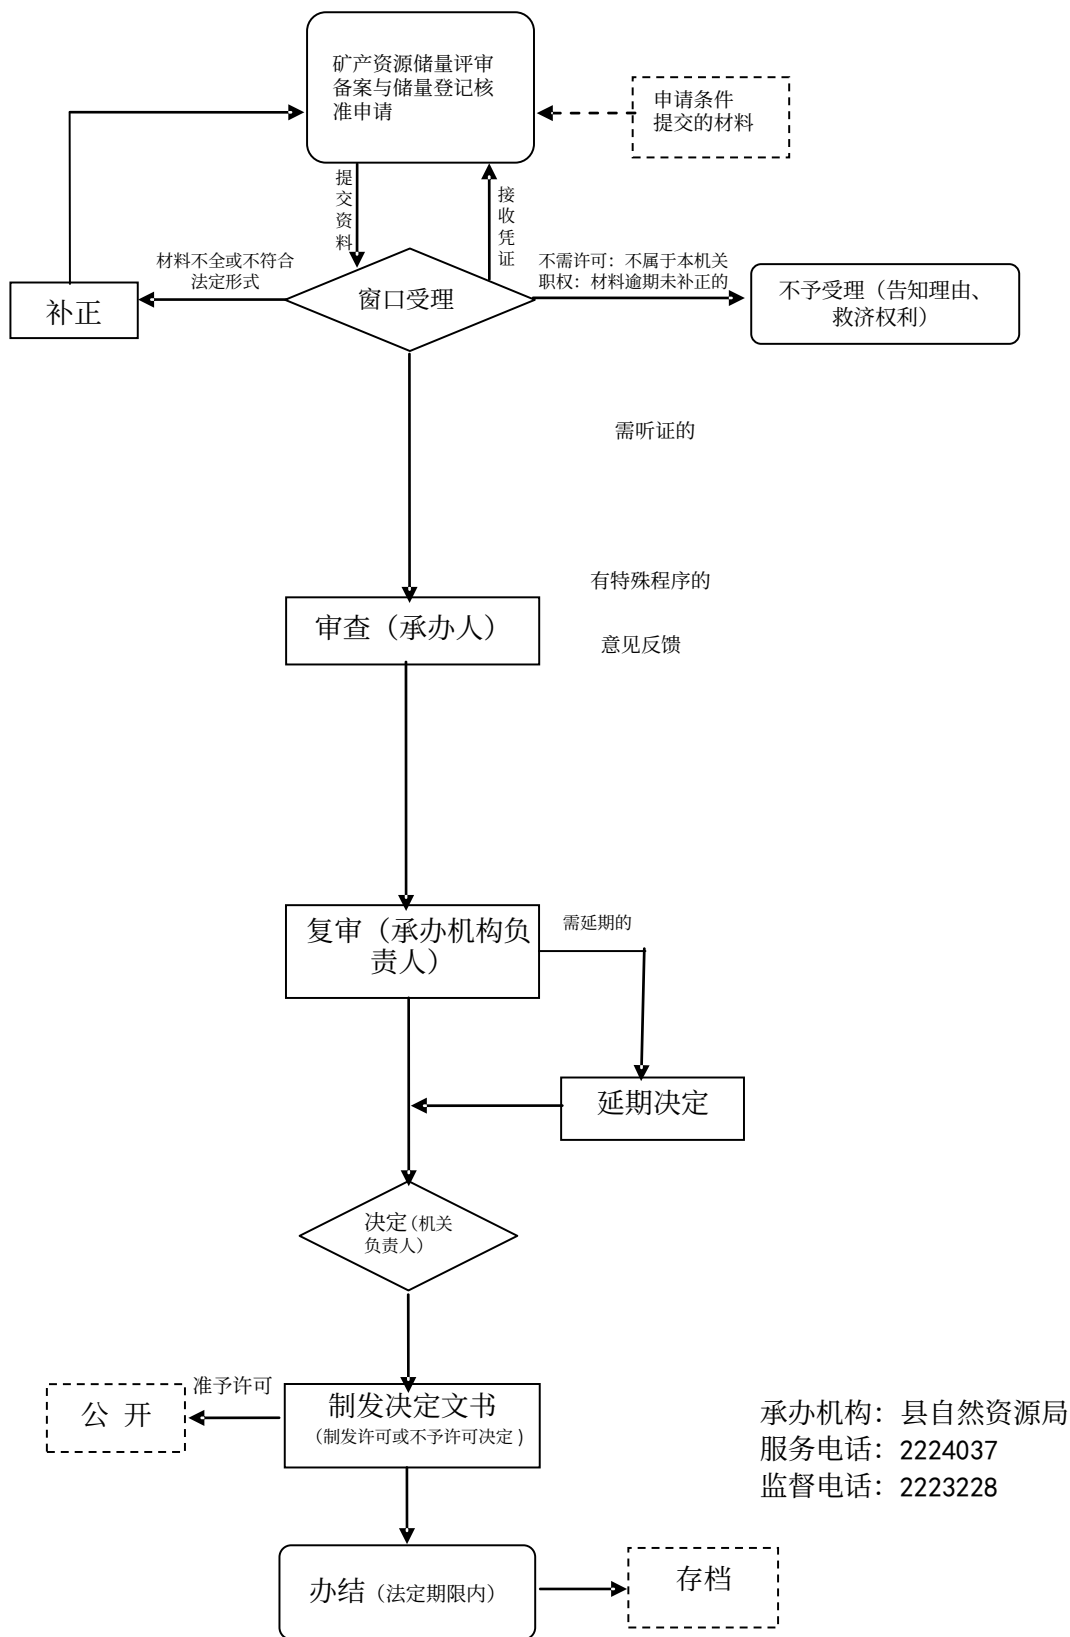 矿产资源储量评审
备案与储量登记核
准申请
申请条件
提交的材料
提交资料
接收凭证
材料不全或不符合
法定形式
不需许可：不属于本机关
职权：材料逾期未补正的
补正
窗口受理
不予受理（告知理由、
救济权利）
需听证的
有特殊程序的
审查（承办人）
意见反馈
复审（承办机构负
责人）
需延期的
延期决定
决定（机关
负责人）
准予许可
公 开
制发决定文书
（制发许可或不予许可决定）
承办机构：县自然资源局
服务电话：2224037
监督电话：2223228
办结（法定期限内）
存档